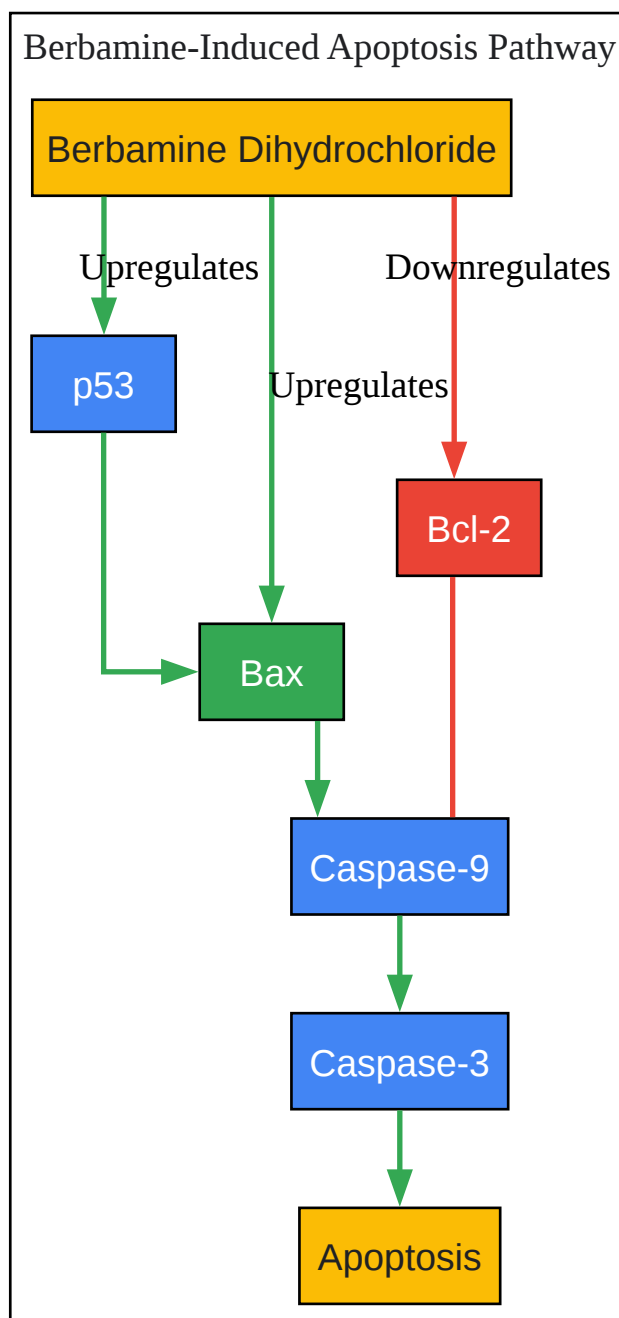 Berbamine-Induced Apoptosis Pathway
Berbamine Dihydrochloride
Upregulates
Downregulates
p53
Upregulates
Bcl-2
Bax
Caspase-9
Caspase-3
Apoptosis